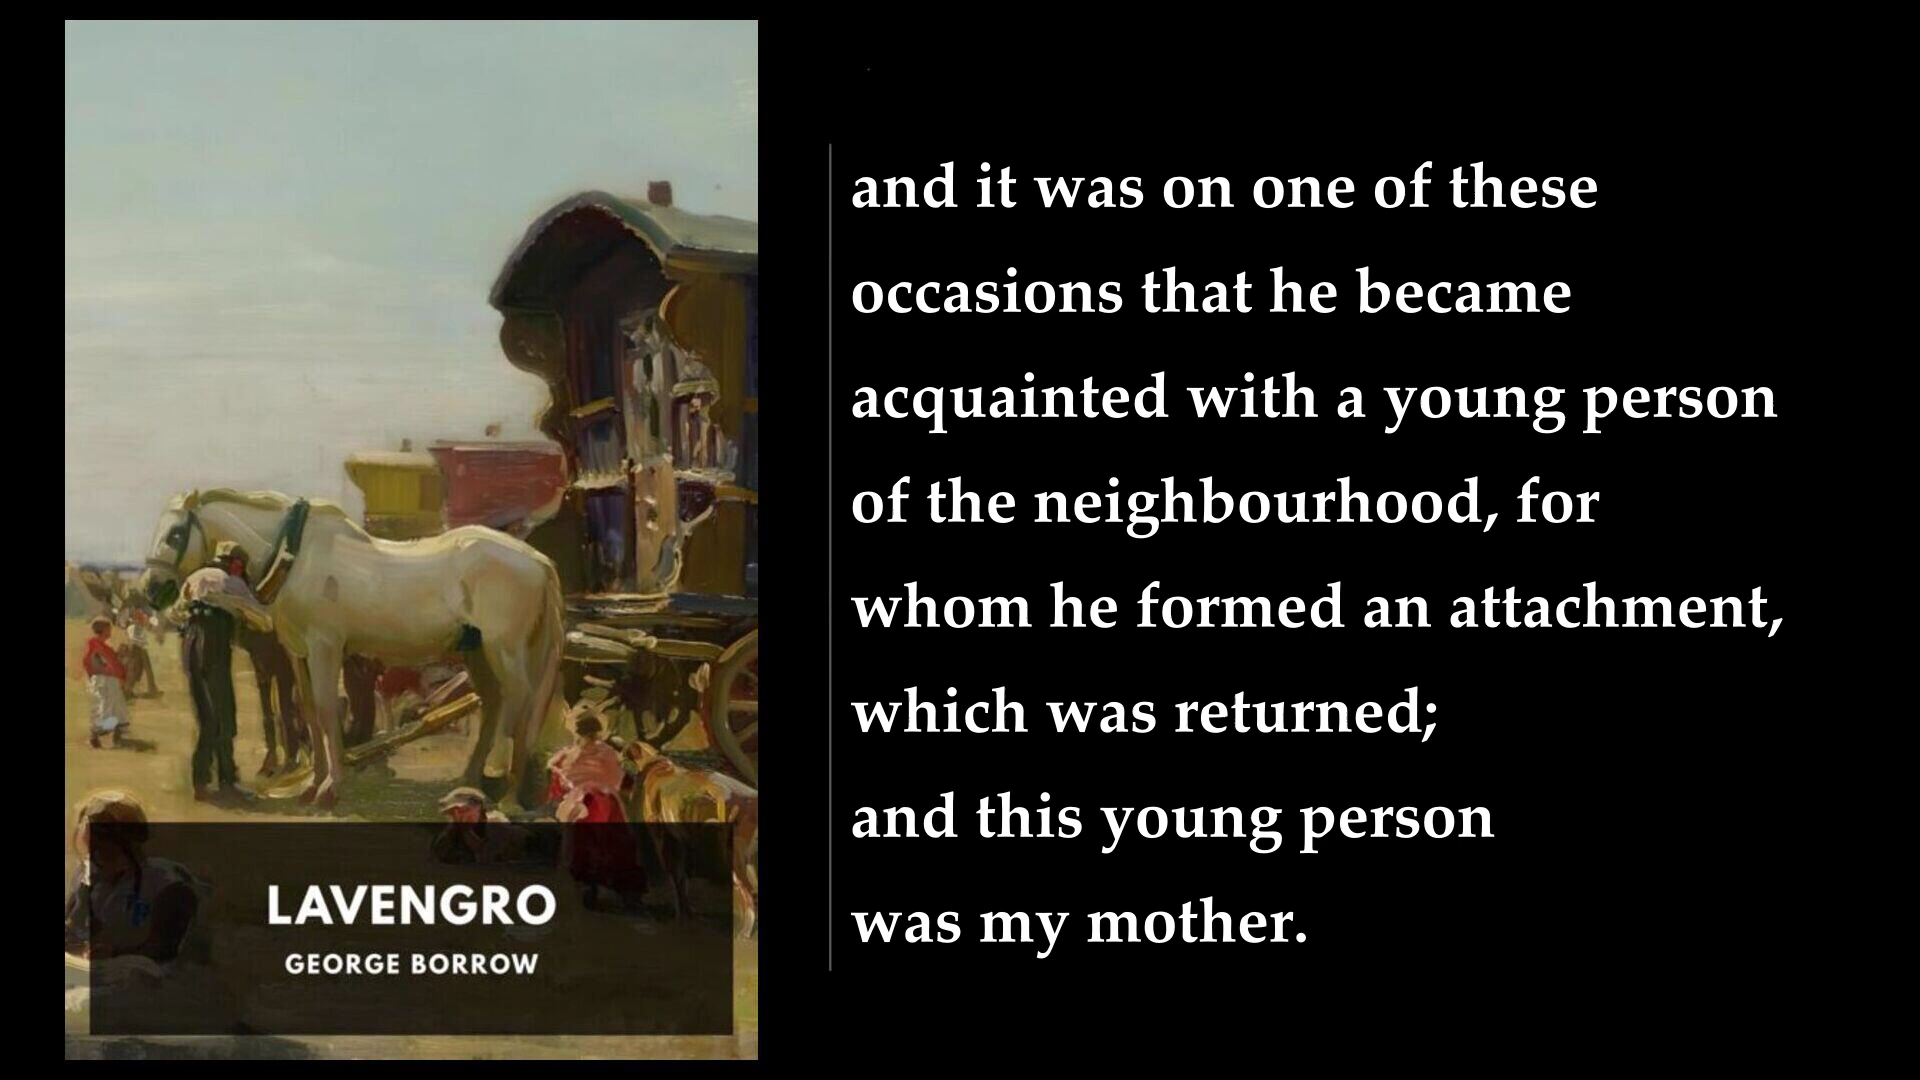 LAVENGRO
GEORGE BORROW
and it was on one of these
occasions that he became
acquainted with a young person
of the neighbourhood, for
whom he formed an attachment,
which was returned;
and this young person
was my mother.